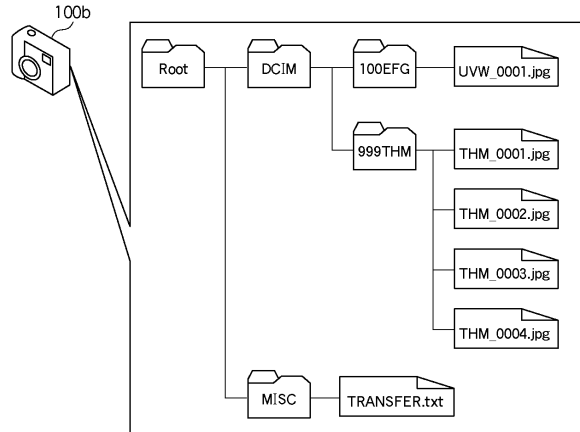 100b
Root
DCIM
100EFG
UVW_0001.jpg
999THM
THM_0001.jpg
THM_0002.jpg
THM_0003.jpg
THM_0004.jpg
MISC
TRANSFER.txt